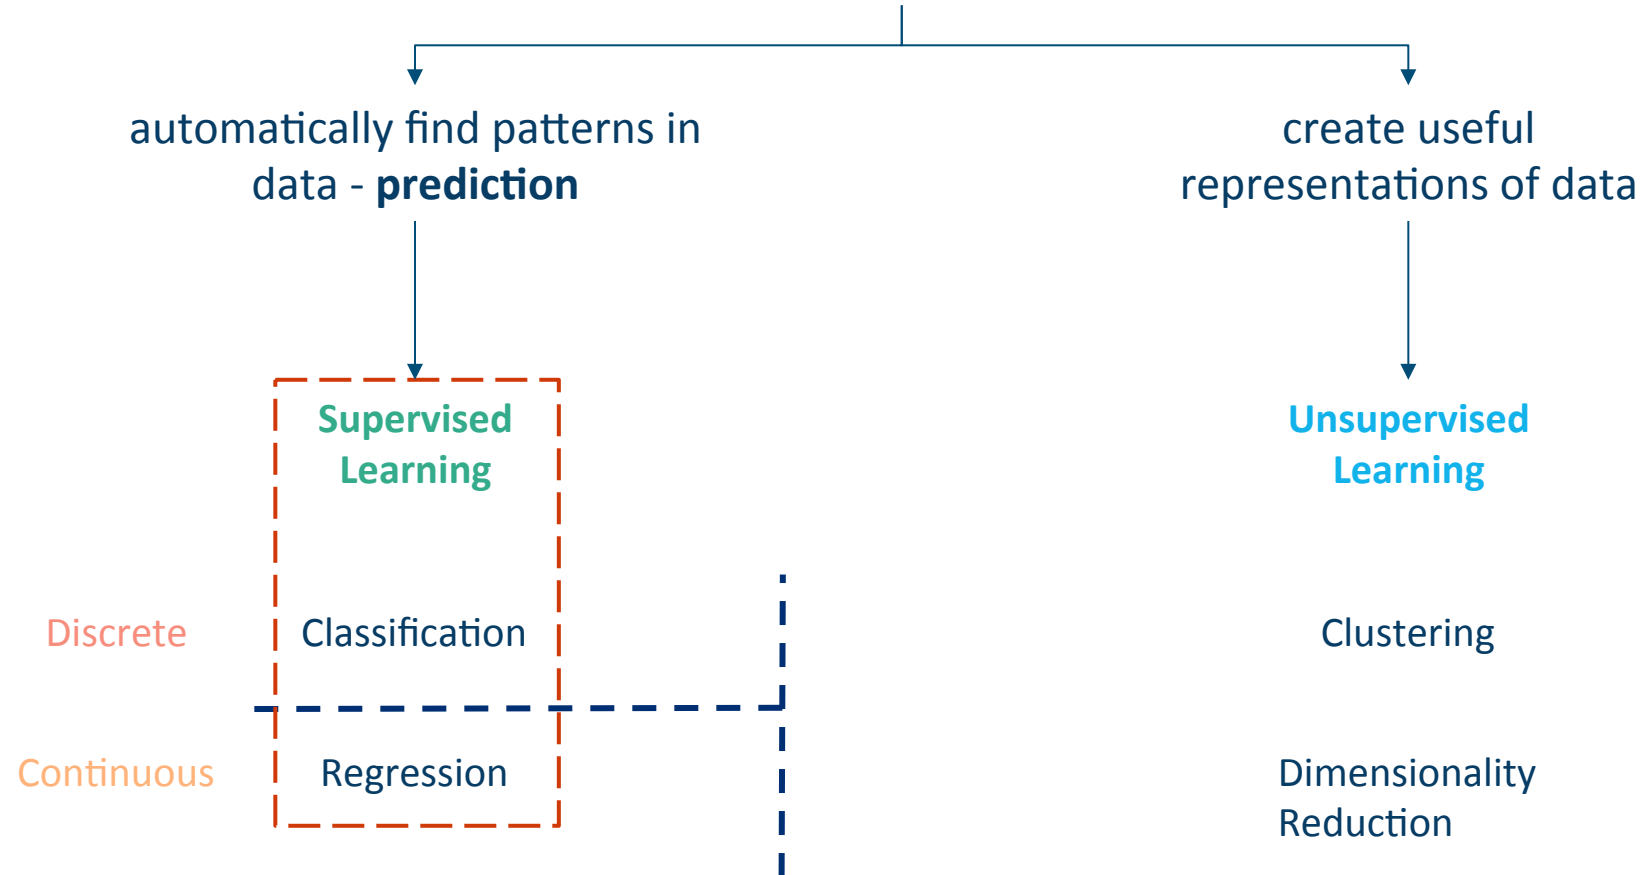 automatically find patterns in
data - prediction
create useful
representations of data
Supervised
Learning
Unsupervised
Learning
Discrete
Classification
Clustering
Continuous
Regression
Dimensionality
Reduction